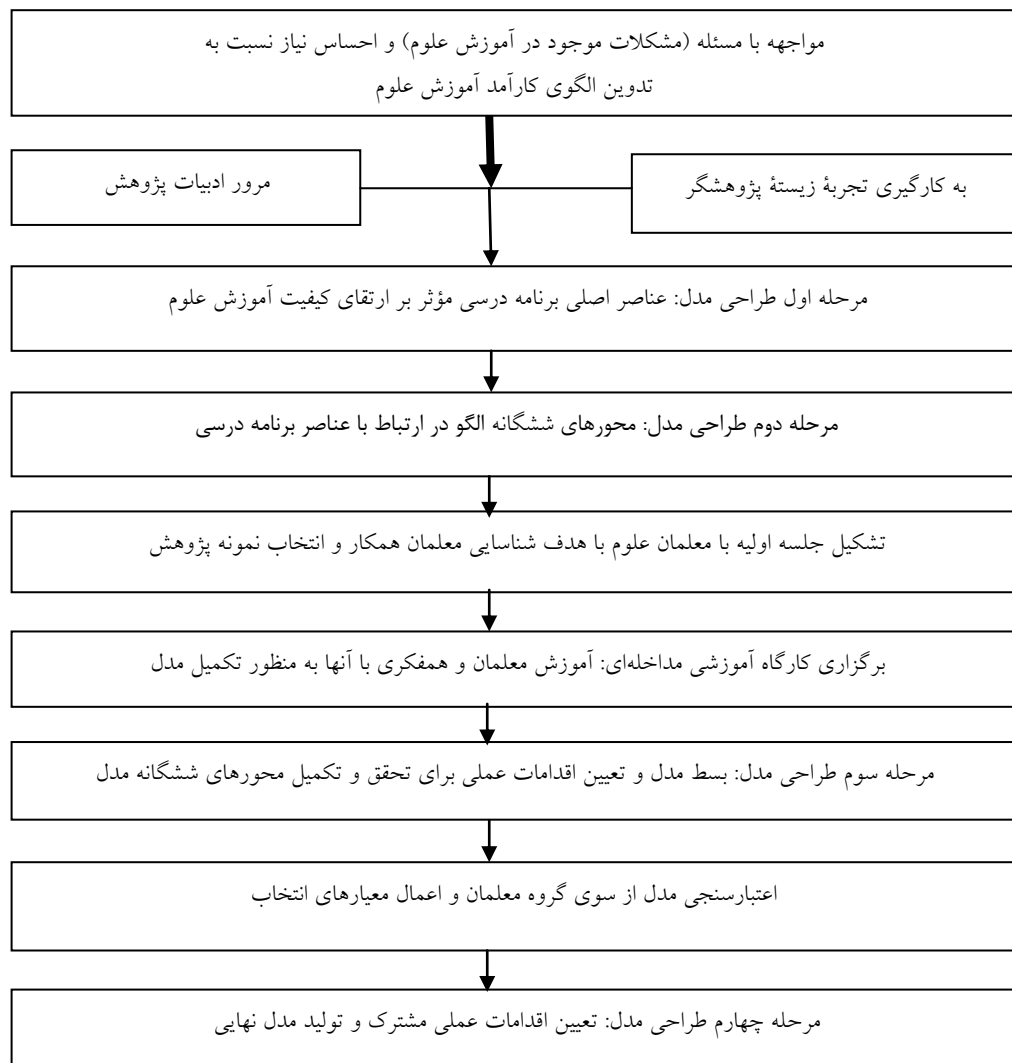 مواجهه با مسئله (مشکلات موجود در آموزش علوم) و احساس نیاز نسبت به
تدوین الگوی کارآمد آموزش علوم
به کارگیری تجربهٔ زیستهٔ پژوهشگر
مرور ادبیات پژوهش
مرحله اول طراحی مدل: عناصر اصلی برنامه درسی مؤثر بر ارتقای کیفیت آموزش علوم
مرحله دوم طراحی مدل: محورهای ششگانه الگو در ارتباط با عناصر برنامه درسی
تشکیل جلسه اولیه با معلمان علوم با هدف شناسایی معلمان همکار و انتخاب نمونه پژوهش
برگزاری کارگاه آموزشی مداخله‌ای: آموزش معلمان و همفکری با آنها به منظور تکمیل مدل
مرحله سوم طراحی مدل: بسط مدل و تعیین اقدامات عملی برای تحقق و تکمیل محورهای ششگانه مدل
اعتبارسنجی مدل از سوی گروه معلمان و اعمال معیارهای انتخاب
مرحله چهارم طراحی مدل: تعیین اقدامات عملی مشترک و تولید مدل نهایی